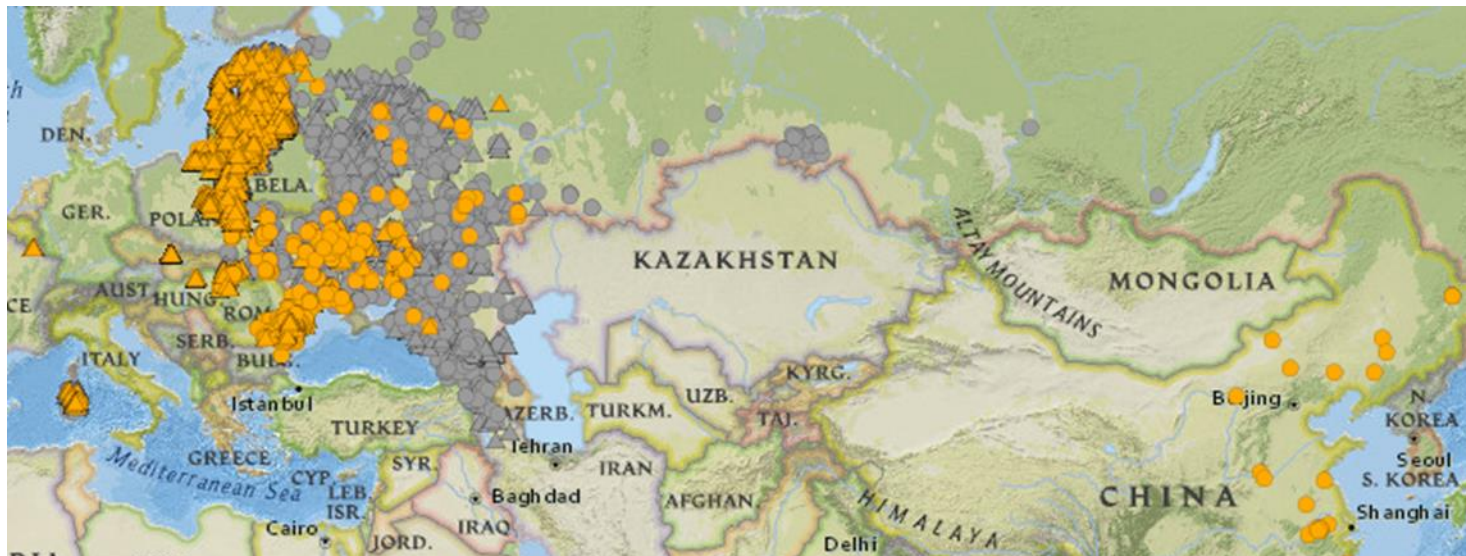 th
DEN.
BELA.
GER.
POLA
KAZAKHSTAN
ALTAY MOUNTAINS
MONGOLIA
AUST.
HUNG.
CE
ROM
SERB.
ITALY
BUL.
KYRG.
Istanbul
AZERB.
TURKM.
UZB.
TAJ.
Beijing
N.
KOREA
TURKEY
Tehran
Seoul
GREECE
Mediterranean Sea
CYP.
SYR.
IRAN
S. KOREA
LEB.
ISR.
Baghdad
AFGHAN.
HIMALAYA
CHINA
Shanghai
Cairo
IRAQ
JORD.
Delhi